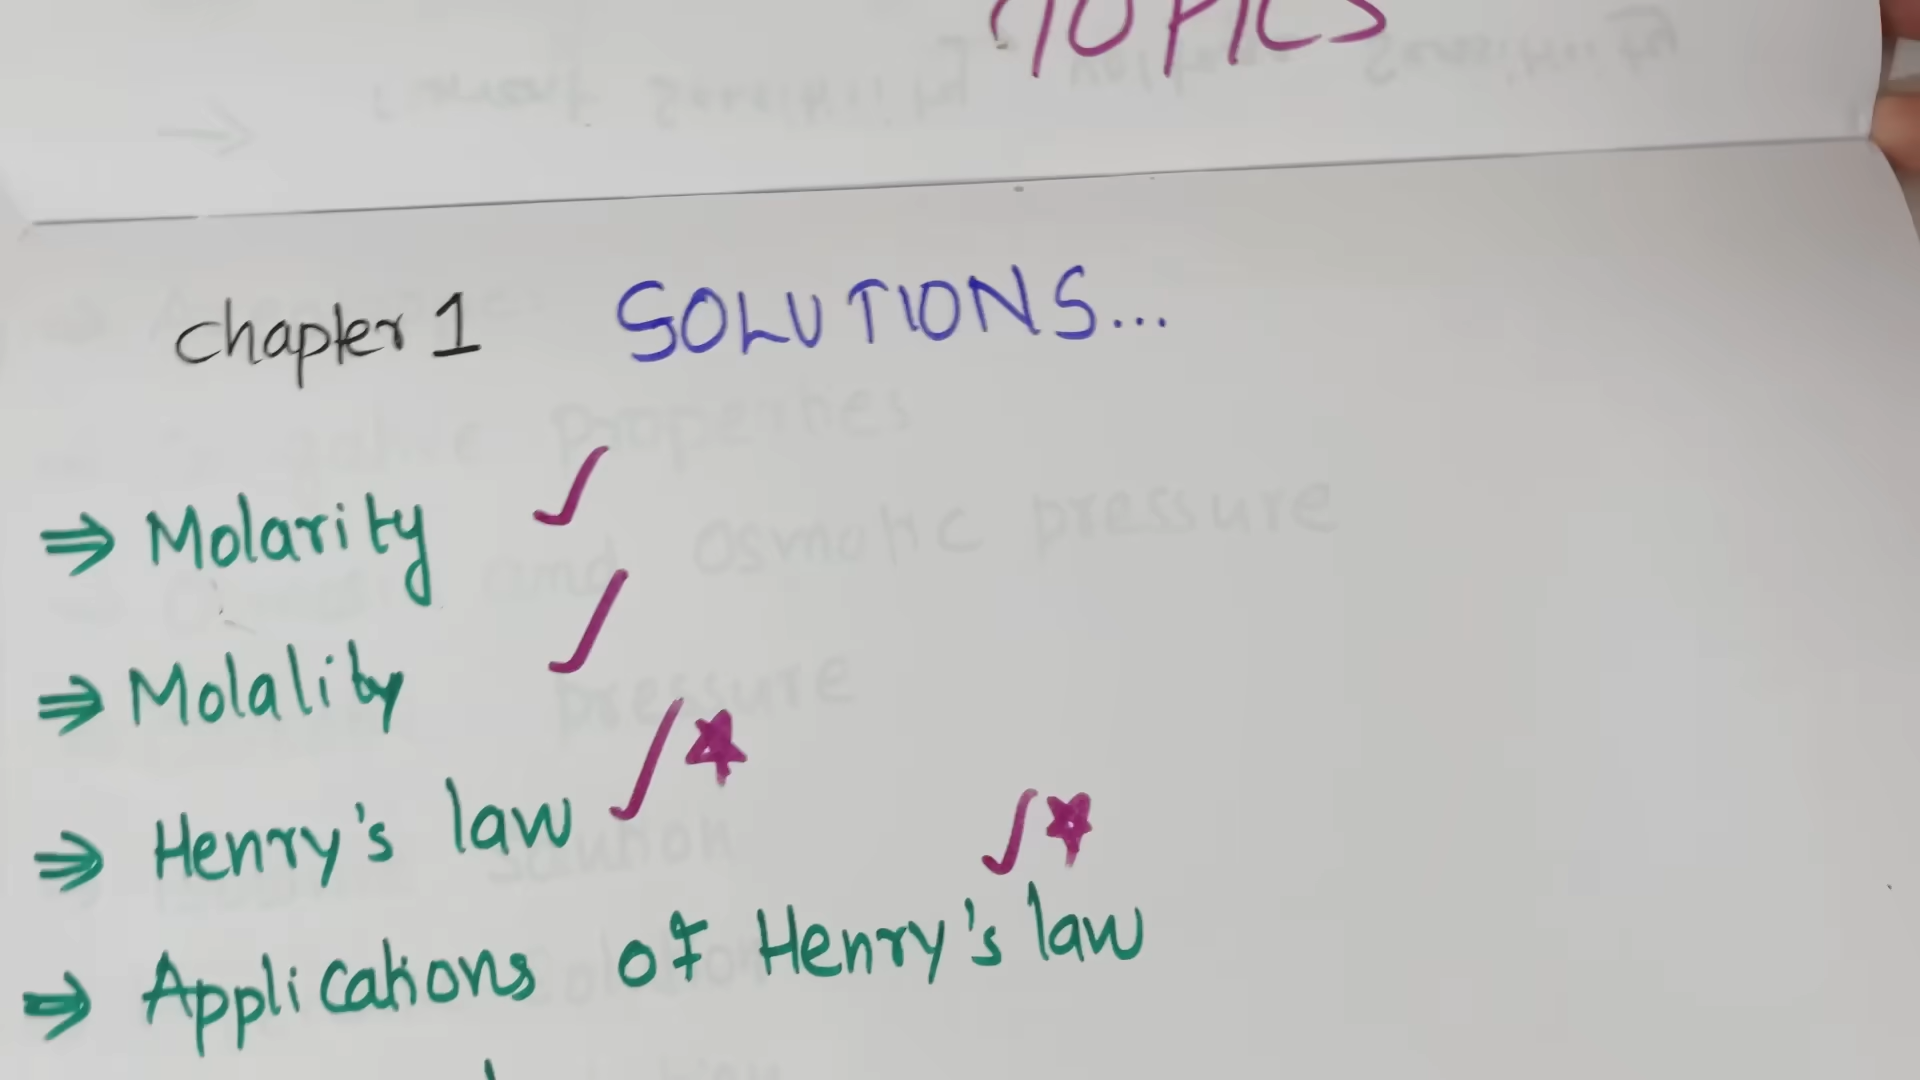 TOPICS
Chapter 1 SOLUTIONS...
⇒ Molarity ✓
⇒ Molality ✓
⇒ Henry's law ✓★
⇒ Applications of Henry's law ✓★